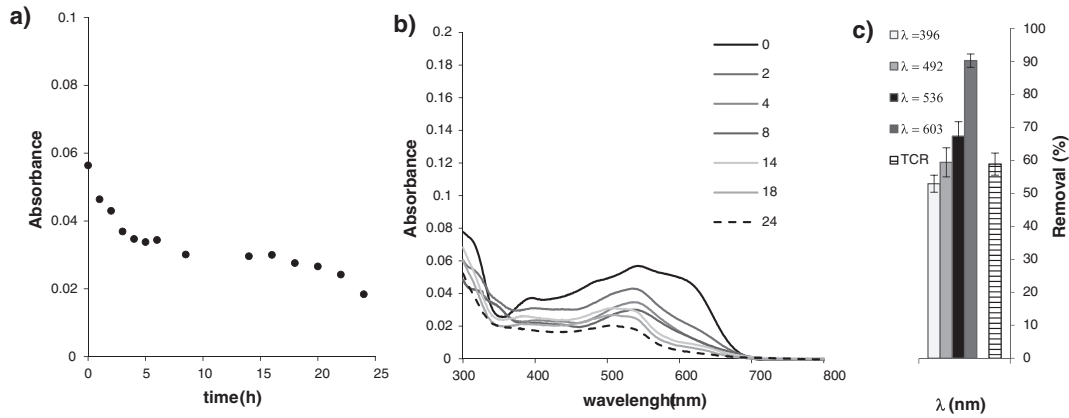 a)
0.1
0.08
0.06
0.04
0.02
0
Absorbance
0 5 10 15 20 25
time(h)
b)
0.2
0.18
0.16
0.14
0.12
0.1
0.08
0.06
0.04
0.02
0
Absorbance
300 400 500 600 700 800
wavelengh(nm)
0
2
4
8
14
18
24
c)
λ =396
λ = 492
λ = 536
λ = 603
TCR
100
90
80
70
60
50
40
30
20
10
0
Removal (%)
λ (nm)